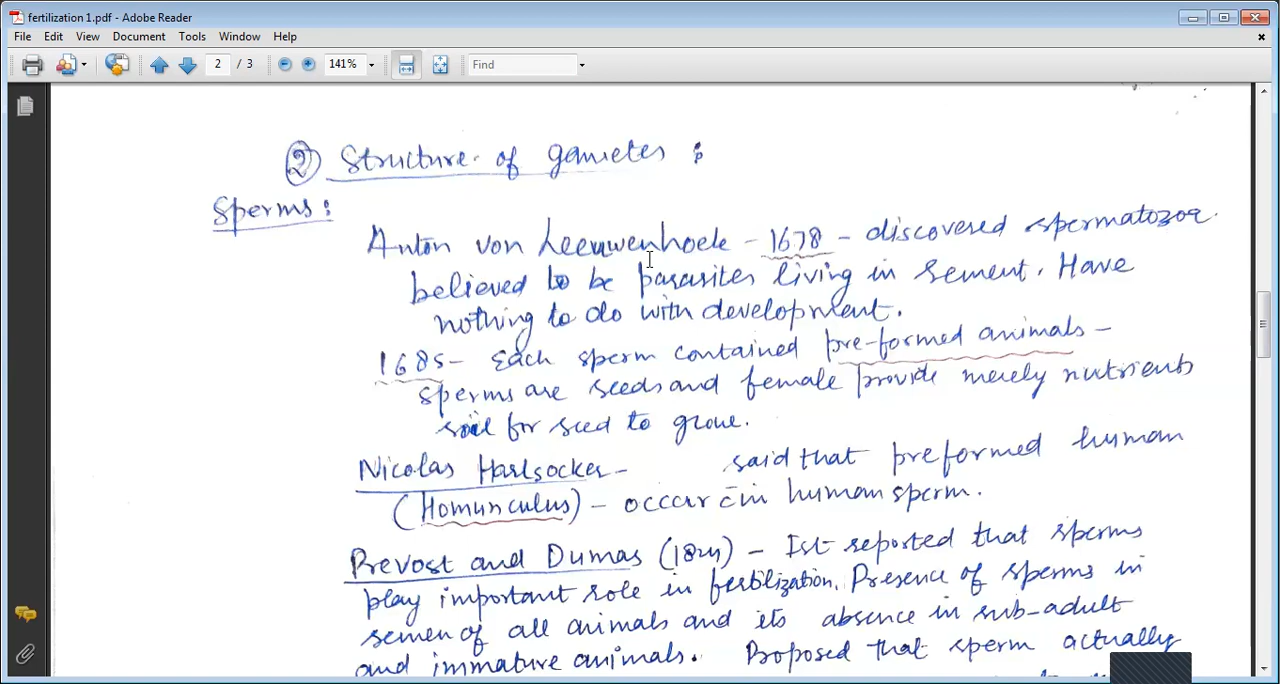 fertilization 1.pdf - Adobe Reader
File Edit View Document Tools Window Help
2 / 3 141% Find
② Structure of gametes :
Sperms :
Anton von Leeuwenhoek - 1678 - discovered spermatozoa.
believed to be parasites living in sement. Have
nothing to do with development.
1685 - Each sperm contained pre-formed animals -
sperms are seeds and female provide merely nutrients
soil for seed to grow.
Nicolas Harlsocker - said that preformed human
(Homunculus) - occur in human sperm.
Prevost and Dumas (1824) - Ist reported that sperms
play important role in fertilization. Presence of sperms in
semen of all animals and its absence in sub-adult
and immature animals. Proposed that sperm actually